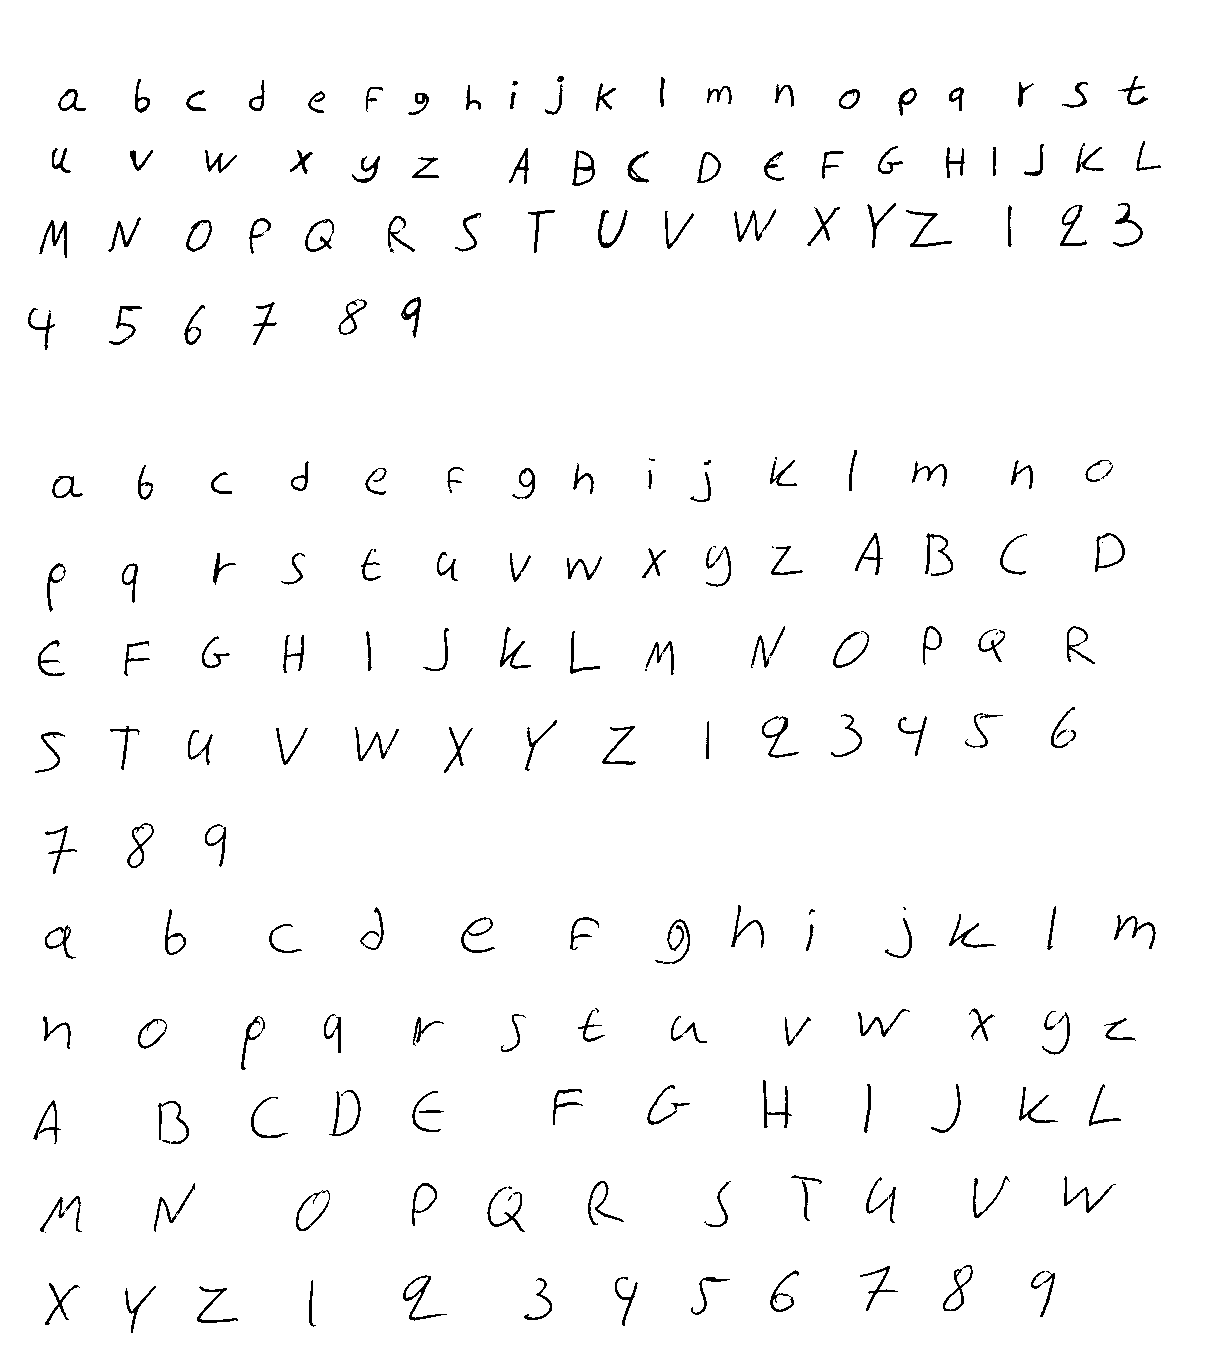 a b c d e f g h i j k l m n o p q r s t
u v w x y z A B C D E F G H I J K L
M N O P Q R S T U V W X Y Z 1 2 3
4 5 6 7 8 9
a b c d e f g h i j k l m n o
p q r s t u v w x y z A B C D
E F G H I J K L M N O P Q R
S T U V W X Y Z 1 2 3 4 5 6
7 8 9
a b c d e f g h i j k l m
n o p q r s t u v w x y z
A B C D E F G H I J K L
M N O P Q R S T U V W
X Y Z 1 2 3 4 5 6 7 8 9